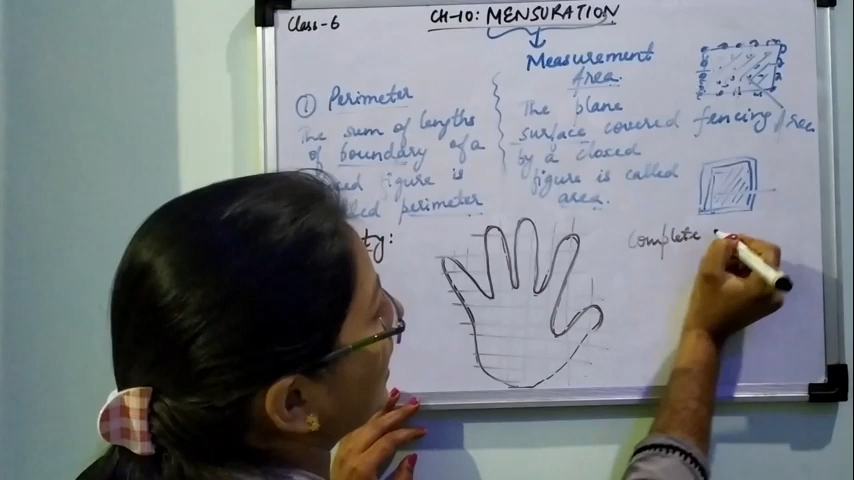 Class-6
CH-10: MENSURATION
Measurement
① Perimeter
The sum of lengths
of boundary of a
figure is
perimeter
Area.
The plane
surface covered
by a closed
figure is called
area.
fencing Area
Complete